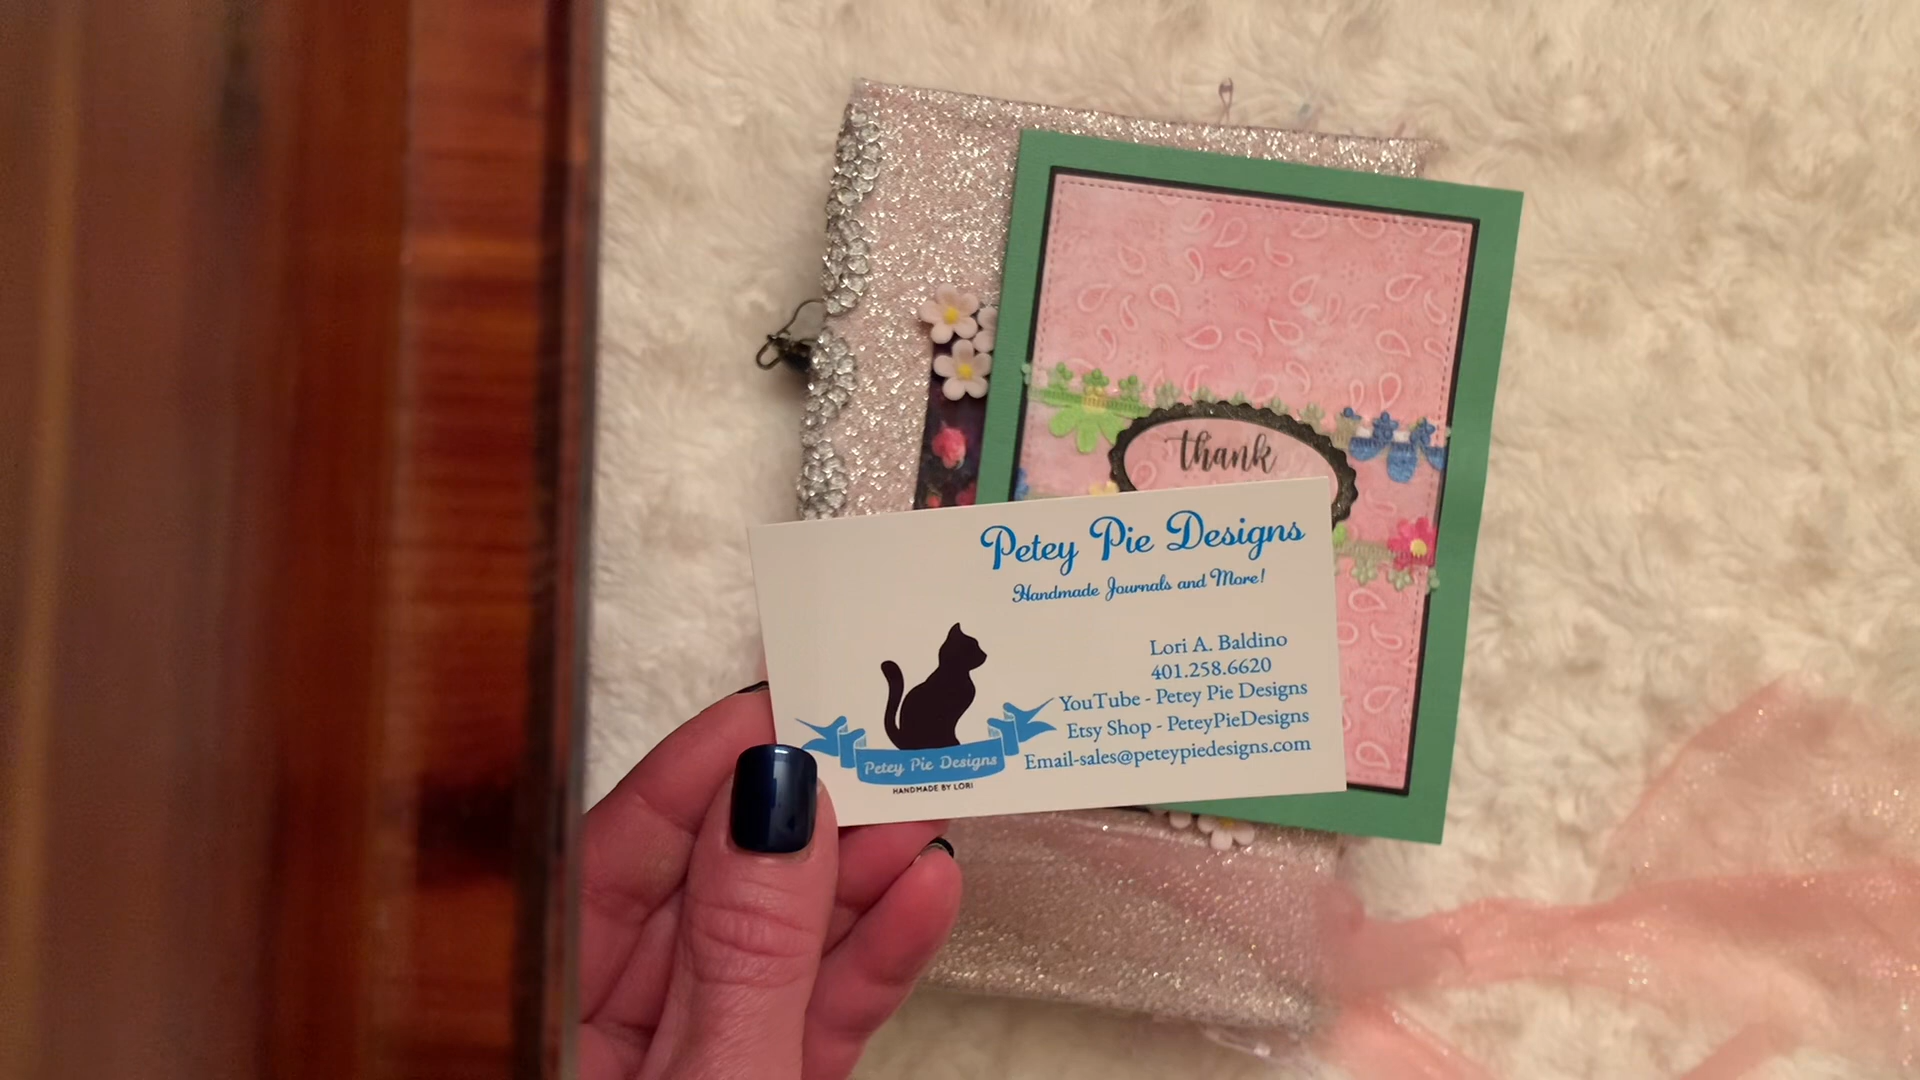 thank
Petey Pie Designs
Handmade Journals and More!
Lori A. Baldino
401.258.6620
YouTube - Petey Pie Designs
Etsy Shop - PeteyPieDesigns
Email-sales@peteypiedesigns.com
Petey Pie Designs
HANDMADE BY LORI